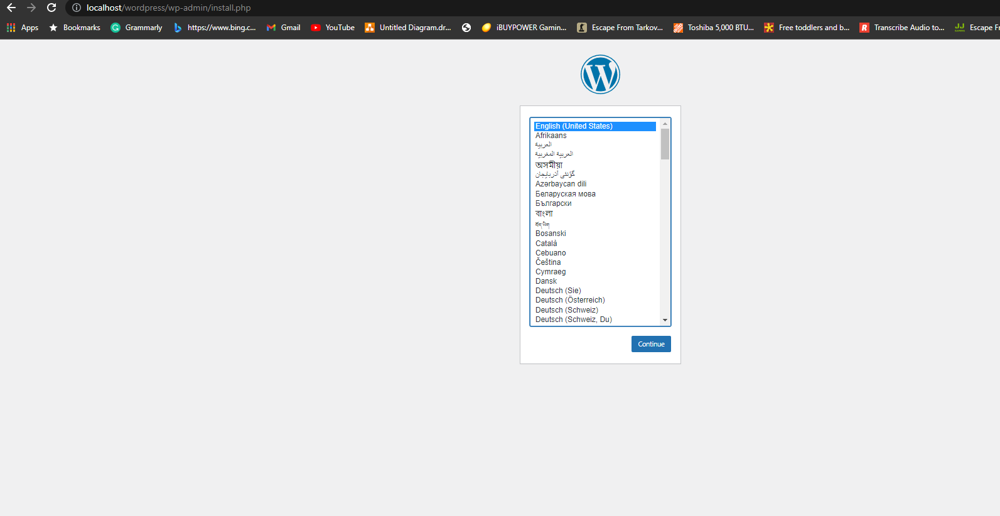 localhost/wordpress/wp-admin/install.php
Apps Bookmarks Grammarly https://www.bing.c... Gmail YouTube Untitled Diagram.dr... iBUYPOWER Gamin... Escape From Tarkov... Toshiba 5,000 BTU... Free toddlers and b... Transcribe Audio to... Escape Fr
English (United States)
Afrikaans
العربية
العربية المغربية
অসমীয়া
گؤنئی آذربایجان
Azərbaycan dili
Беларуская мова
Български
বাংলা
བོད་ཡིག
Bosanski
Català
Cebuano
Čeština
Cymraeg
Dansk
Deutsch (Sie)
Deutsch (Österreich)
Deutsch (Schweiz)
Deutsch (Schweiz, Du)
Continue